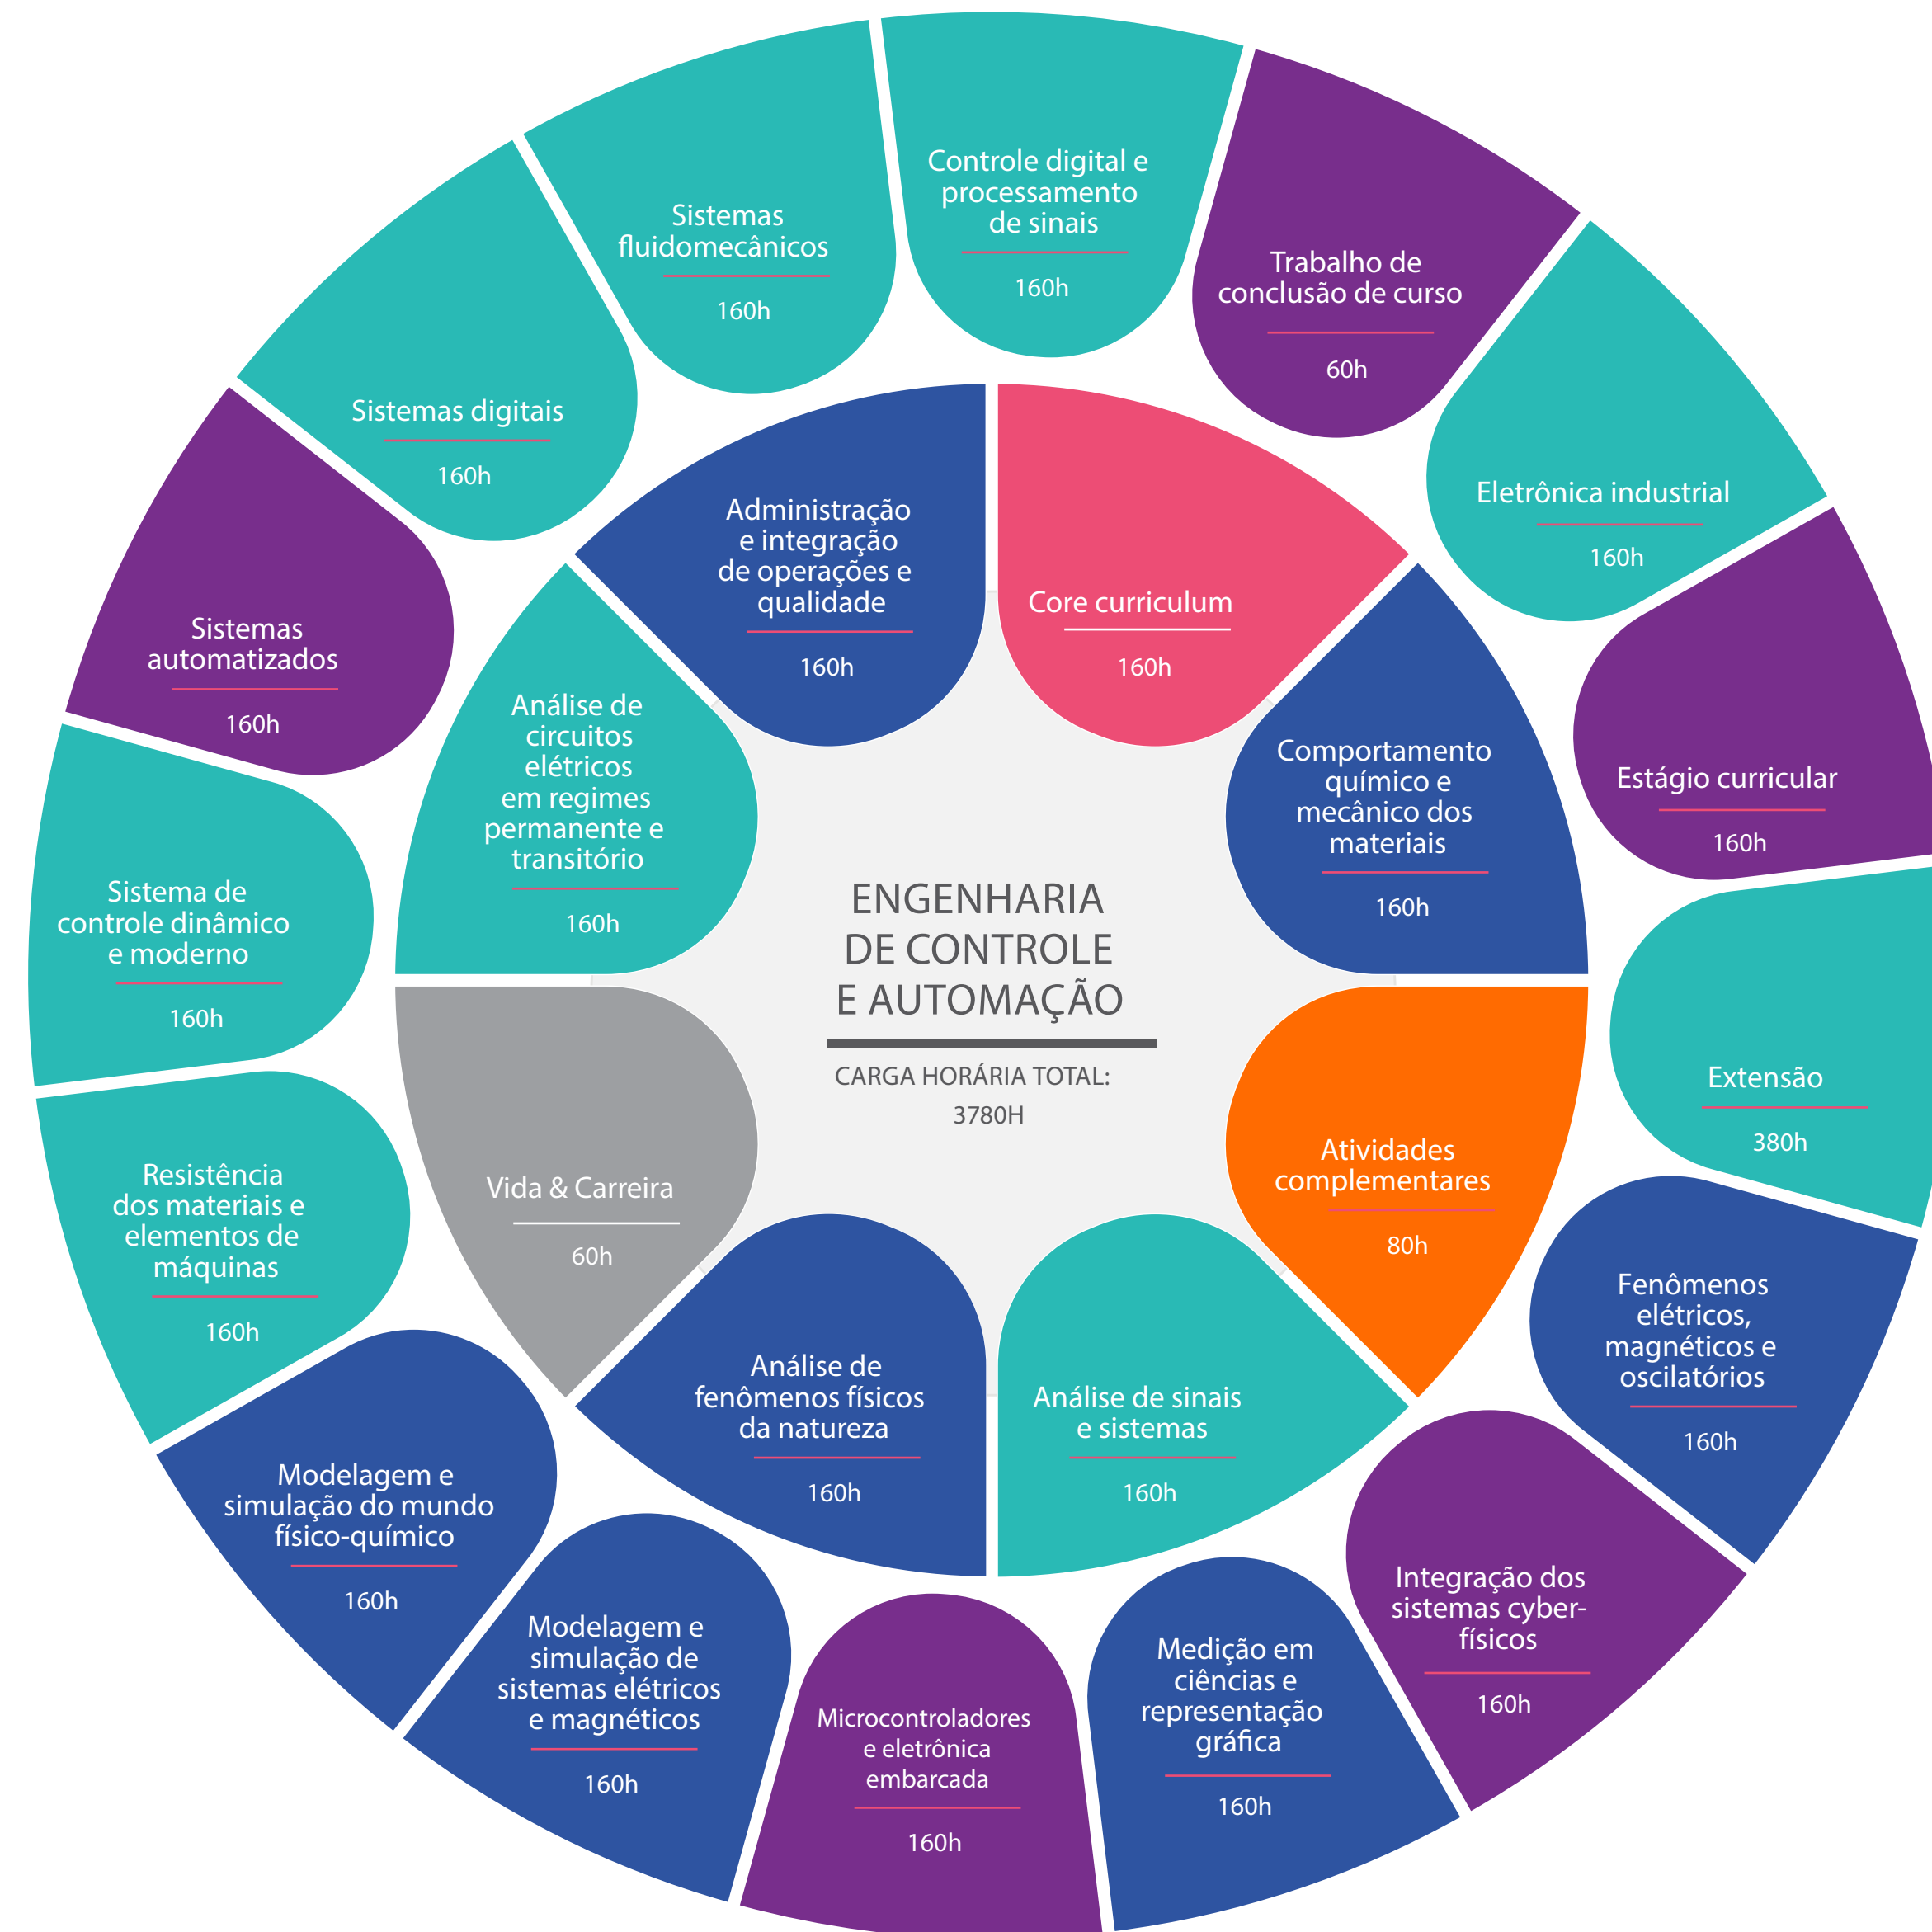 Controle digital e
processamento
de sinais
160h
Trabalho de
conclusão de curso
60h
Eletrônica industrial
160h
Estágio curricular
160h
Extensão
380h
Fenômenos
elétricos,
magnéticos e
oscilatórios
160h
Integração dos
sistemas cyber-
físicos
160h
Medição em
ciências e
representação
gráfica
160h
Microcontroladores
e eletrônica
embarcada
160h
Modelagem e
simulação de
sistemas elétricos
e magnéticos
160h
Modelagem e
simulação do mundo
físico-químico
160h
Resistência
dos materiais e
elementos de
máquinas
160h
Sistema de
controle dinâmico
e moderno
160h
Sistemas
automatizados
160h
Sistemas digitais
160h
Sistemas
fluidomecânicos
160h
Administração
e integração
de operações e
qualidade
160h
Core curriculum
160h
Comportamento
químico e
mecânico dos
materiais
160h
Atividades
complementares
80h
Análise de sinais
e sistemas
160h
Análise de
fenômenos físicos
da natureza
160h
Vida & Carreira
60h
Análise de
circuitos
elétricos
em regimes
permanente e
transitório
160h
ENGENHARIA
DE CONTROLE
E AUTOMAÇÃO
CARGA HORÁRIA TOTAL:
3780H